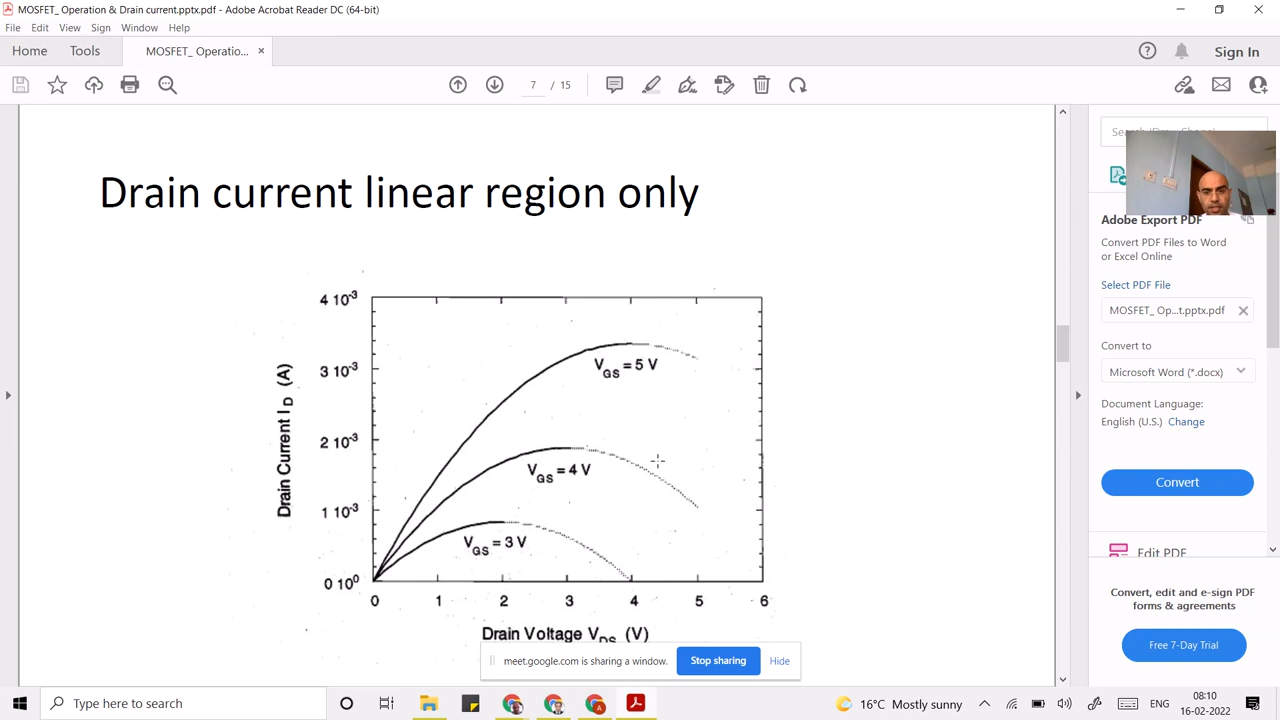 MOSFET_ Operation & Drain current.pptx.pdf - Adobe Acrobat Reader DC (64-bit)
File Edit View Sign Window Help
Home Tools MOSFET_ Operatio... × Sign In
7 / 15
Drain current linear region only
4 10-3
3 10-3
2 10-3
1 10-3
0 10⁰
Drain Current I D (A)
V GS = 5 V
V GS = 4 V
V GS = 3 V
0 1 2 3 4 5 6
Drain Voltage V DS (V)
Adobe Export PDF
Convert PDF Files to Word
or Excel Online
Select PDF File
MOSFET_ Op...t.pptx.pdf
Convert to
Microsoft Word (*.docx)
Document Language:
English (U.S.) Change
Convert
Edit PDF
Convert, edit and e-sign PDF
forms & agreements
Free 7-Day Trial
meet.google.com is sharing a window. Stop sharing Hide
Type here to search
16°C Mostly sunny ENG
08:10
16-02-2022